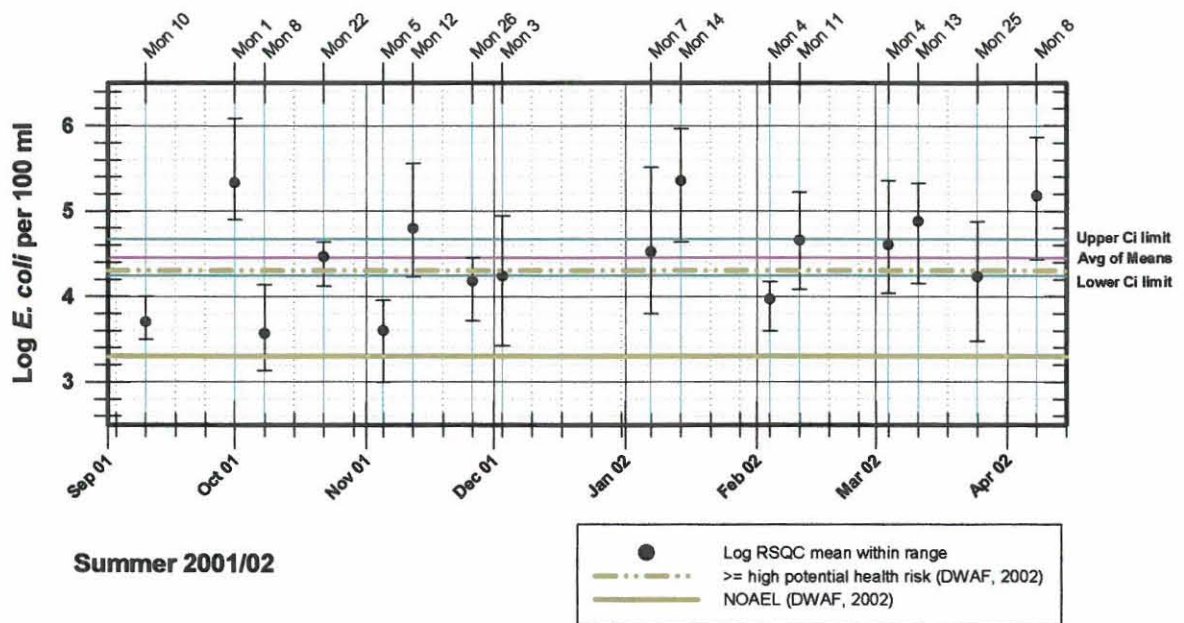 Mon 10
Mon 1
Mon 8
Mon 22
Mon 5
Mon 12
Mon 26
Mon 3
Mon 7
Mon 14
Mon 4
Mon 11
Mon 4
Mon 13
Mon 25
Mon 8
Log E. coli per 100 ml
6
5
4
3
Upper Ci limit
Avg of Means
Lower Ci limit
Sep 01
Oct 01
Nov 01
Dec 01
Jan 02
Feb 02
Mar 02
Apr 02
Summer 2001/02
Log RSQC mean within range
>= high potential health risk (DWAF, 2002)
NOAEL (DWAF, 2002)